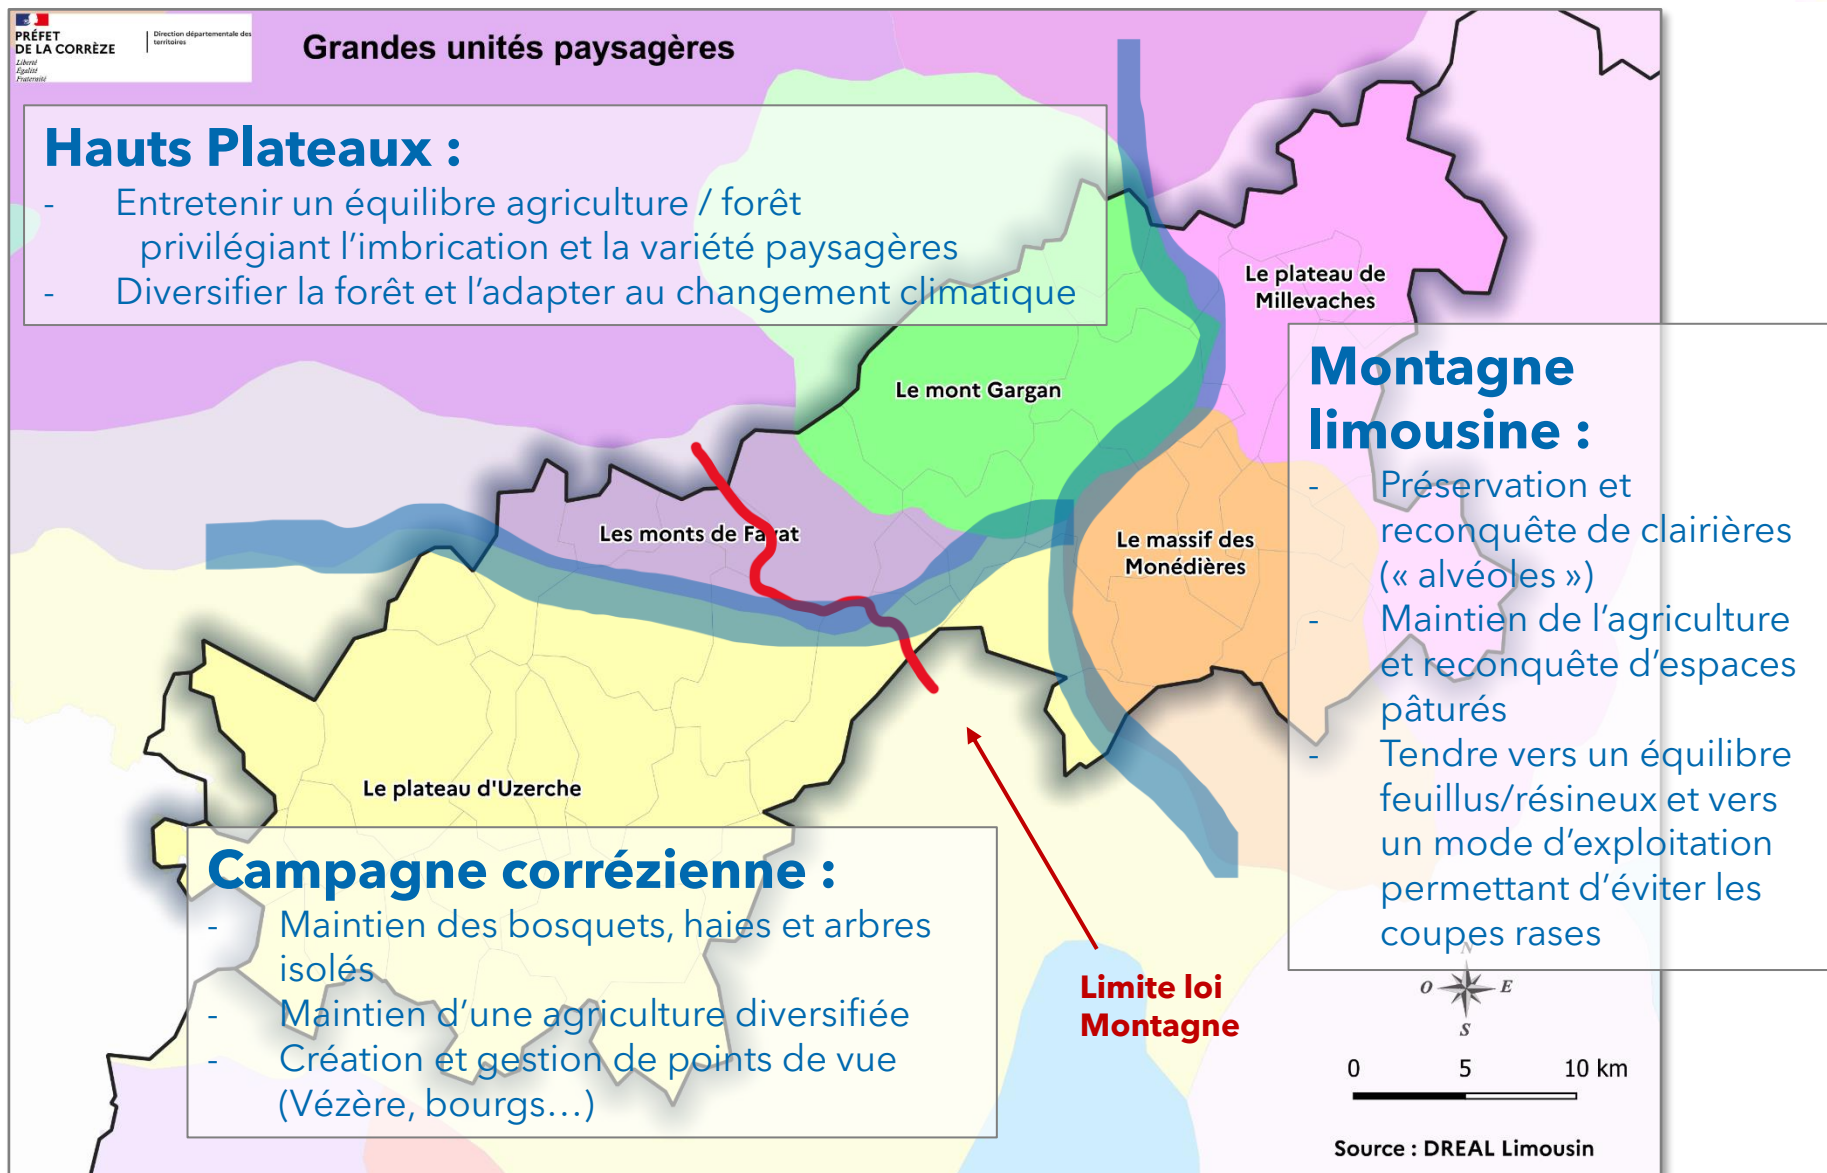 PRÉFET
DE LA CORRÈZE
Liberté
Égalité
Fraternité
Direction départementale des
territoires
Grandes unités paysagères
Hauts Plateaux :
- Entretenir un équilibre agriculture / forêt
privilégiant l'imbrication et la variété paysagères
- Diversifier la forêt et l'adapter au changement climatique
Le plateau de
Millevaches
Le mont Gargan
Montagne
limousine :
- Préservation et
reconquête de clairières
(« alvéoles »)
- Maintien de l'agriculture
et reconquête d'espaces
pâturés
- Tendre vers un équilibre
feuillus/résineux et vers
un mode d'exploitation
permettant d'éviter les
coupes rases
Les monts de Fayat
Le massif des
Monédières
Le plateau d'Uzerche
Campagne corrézienne :
- Maintien des bosquets, haies et arbres
isolés
- Maintien d'une agriculture diversifiée
- Création et gestion de points de vue
(Vézère, bourgs...)
Limite loi
Montagne
N
O E
S
0 5 10 km
Source : DREAL Limousin